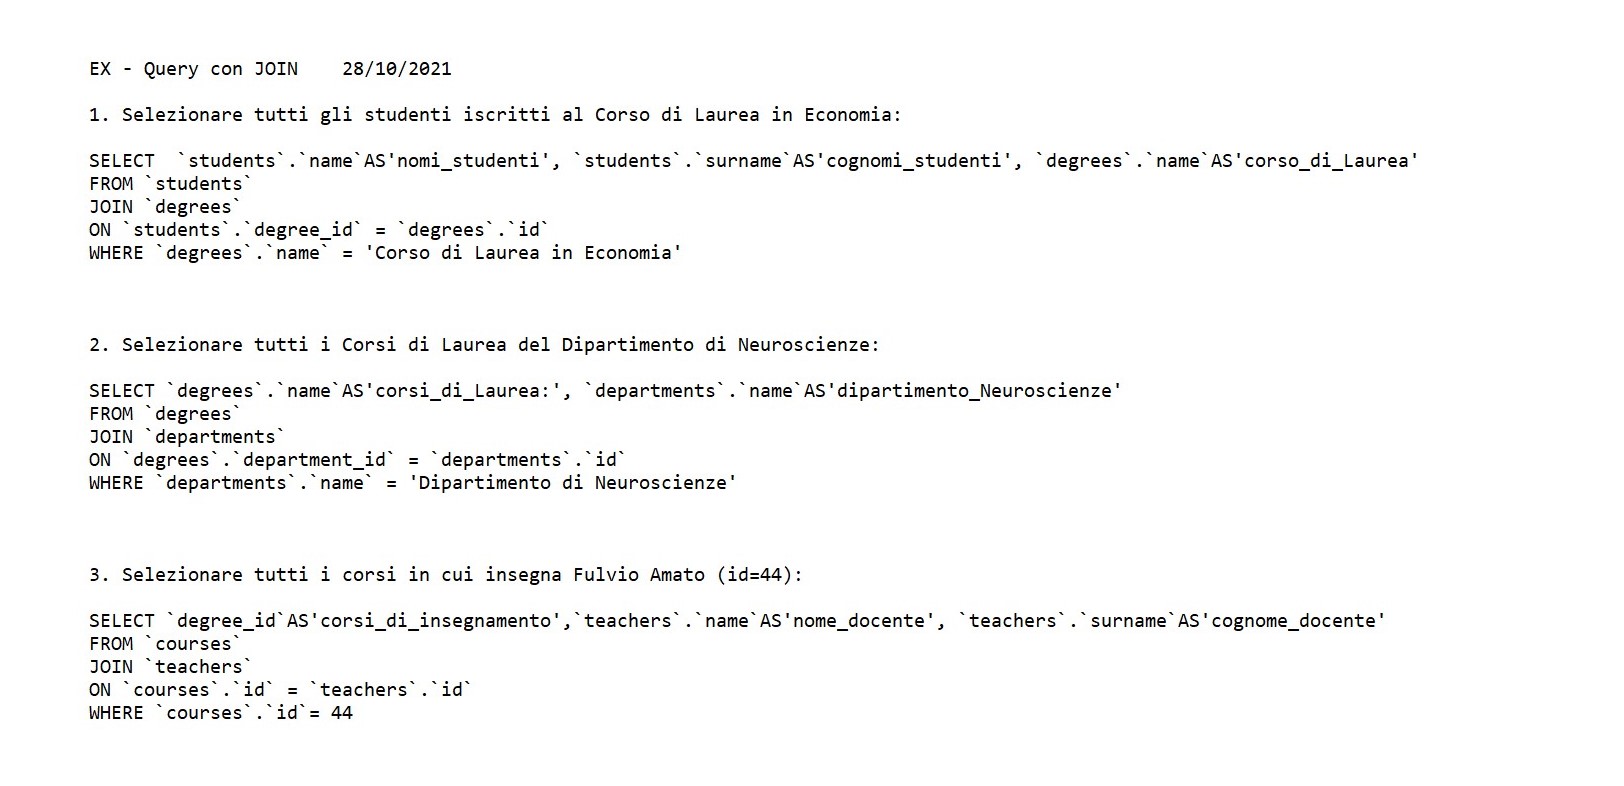 EX - Query con JOIN    28/10/2021
1. Selezionare tutti gli studenti iscritti al Corso di Laurea in Economia:
SELECT  `students`.`name`AS'nomi_studenti', `students`.`surname`AS'cognomi_studenti', `degrees`.`name`AS'corso_di_Laurea'
FROM `students`
JOIN `degrees`
ON `students`.`degree_id` = `degrees`.`id`
WHERE `degrees`.`name` = 'Corso di Laurea in Economia'
2. Selezionare tutti i Corsi di Laurea del Dipartimento di Neuroscienze:
SELECT `degrees`.`name`AS'corsi_di_Laurea:', `departments`.`name`AS'dipartimento_Neuroscienze'
FROM `degrees`
JOIN `departments`
ON `degrees`.`department_id` = `departments`.`id`
WHERE `departments`.`name` = 'Dipartimento di Neuroscienze'
3. Selezionare tutti i corsi in cui insegna Fulvio Amato (id=44):
SELECT `degree_id`AS'corsi_di_insegnamento',`teachers`.`name`AS'nome_docente', `teachers`.`surname`AS'cognome_docente'
FROM `courses`
JOIN `teachers`
ON `courses`.`id` = `teachers`.`id`
WHERE `courses`.`id`= 44